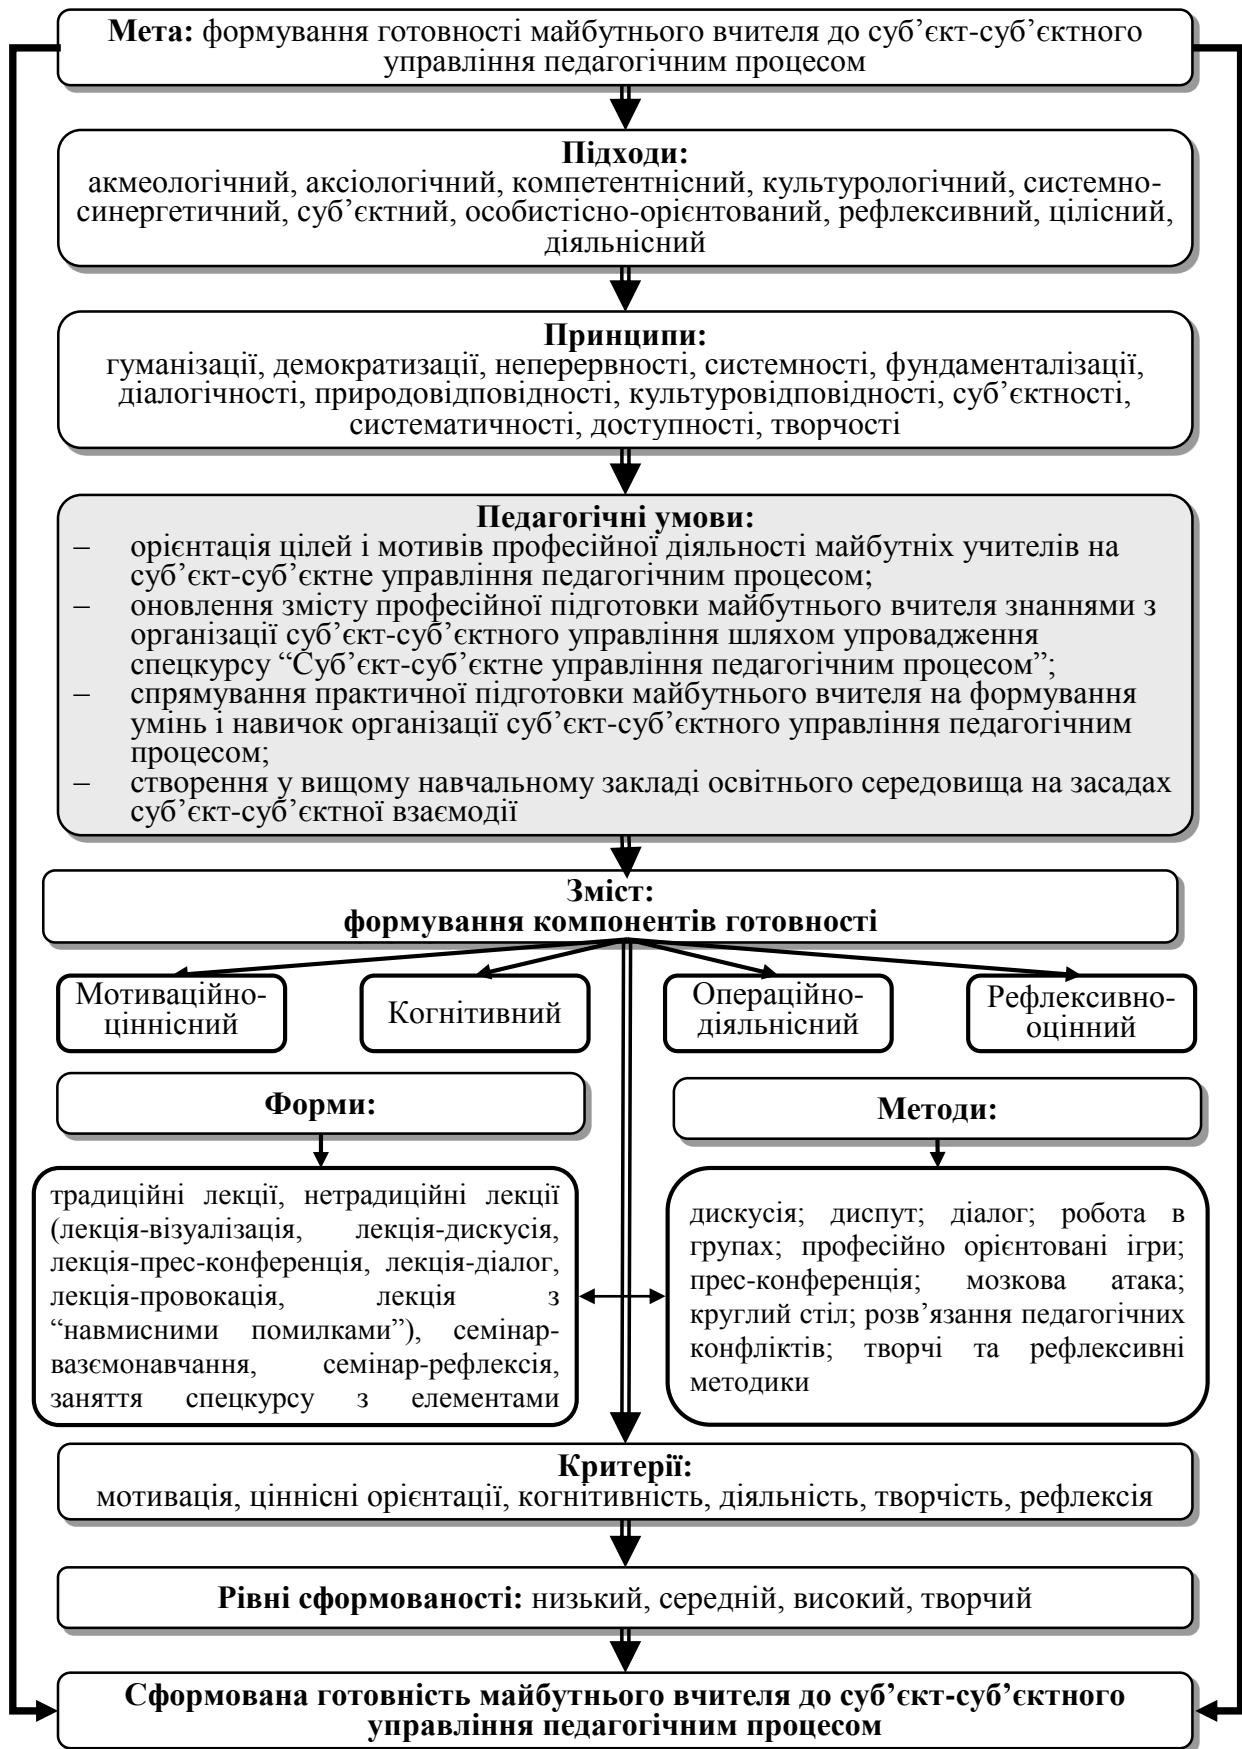 Мета: формування готовності майбутнього вчителя до суб’єкт-суб’єктного
управління педагогічним процесом
Підходи:
акмеологічний, аксіологічний, компетентнісний, культурологічний, системно-
синергетичний, суб’єктний, особистісно-орієнтований, рефлексивний, цілісний,
діяльнісний
Принципи:
гуманізації, демократизації, неперервності, системності, фундаменталізації,
діалогічності, природовідповідності, культуровідповідності, суб’єктності,
систематичності, доступності, творчості
Педагогічні умови:
– орієнтація цілей і мотивів професійної діяльності майбутніх учителів на
суб’єкт-суб’єктне управління педагогічним процесом;
– оновлення змісту професійної підготовки майбутнього вчителя знаннями з
організації суб’єкт-суб’єктного управління шляхом упровадження
спецкурсу “Суб’єкт-суб’єктне управління педагогічним процесом”;
– спрямування практичної підготовки майбутнього вчителя на формування
умінь і навичок організації суб’єкт-суб’єктного управління педагогічним
процесом;
– створення у вищому навчальному закладі освітнього середовища на засадах
суб’єкт-суб’єктної взаємодії
Зміст:
формування компонентів готовності
Мотиваційно-
ціннісний
Когнітивний
Операційно-
діяльнісний
Рефлексивно-
оцінний
Форми:
традиційні лекції, нетрадиційні лекції
(лекція-візуалізація, лекція-дискусія,
лекція-прес-конференція, лекція-діалог,
лекція-провокація, лекція з
“навмисними помилками”), семінар-
вазємонавчання, семінар-рефлексія,
заняття спецкурсу з елементами
Методи:
дискусія; диспут; діалог; робота в
групах; професійно орієнтовані ігри;
прес-конференція; мозкова атака;
круглий стіл; розв’язання педагогічних
конфліктів; творчі та рефлексивні
методики
Критерії:
мотивація, ціннісні орієнтації, когнітивність, діяльність, творчість, рефлексія
Рівні сформованості: низький, середній, високий, творчий
Сформована готовність майбутнього вчителя до суб’єкт-суб’єктного
управління педагогічним процесом